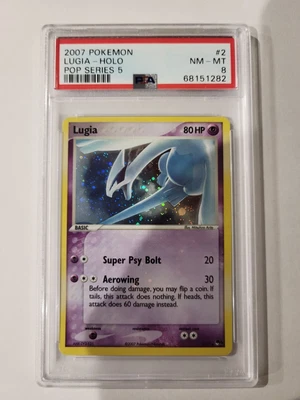 2007 POKEMON #2
LUGIA - HOLO NM - MT
POP SERIES 5 8
PSA 68151282
Lugia 80 HP
BASIC
Super Psy Bolt 20
Aerowing 30
Before doing damage, you may flip a coin. If
tails, this attack does nothing. If heads, this
attack does 60 damage instead.